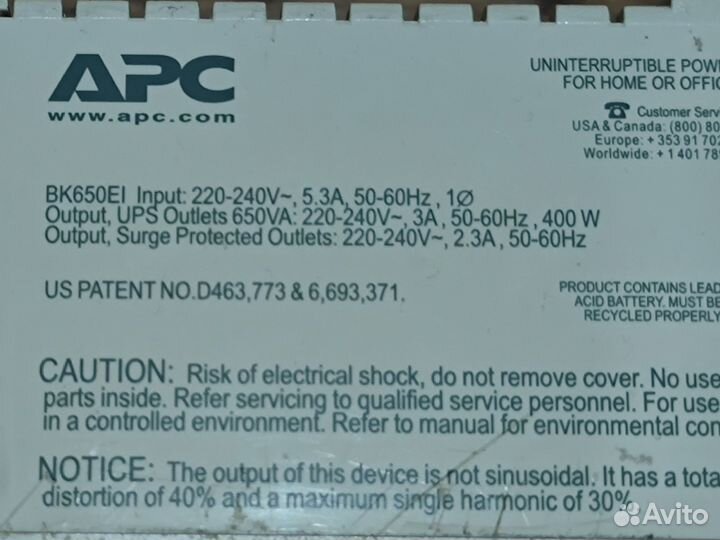 APC
www.apc.com
UNINTERRUPTIBLE
FOR HOME OR
Customer
USA & Canada: (800)
Europe: + 353 91
Worldwide: + 1 401
BK650EI Input: 220-240V~, 5.3A, 50-60Hz , 1Ø
Output, UPS Outlets 650VA: 220-240V~, 3A, 50-60Hz , 400 W
Output, Surge Protected Outlets: 220-240V~, 2.3A , 50-60Hz
US PATENT NO.D463,773 & 6,693,371.
PRODUCT CONTAINS LEAD
ACID BATTERY. MUST BE
RECYCLED PROPERLY
CAUTION: Risk of electrical shock, do not remove cover. No use
parts inside. Refer servicing to qualified service personnel. For use
in a controlled environment. Refer to manual for environmental con
NOTICE: The output of this device is not sinusoidal. It has a tota
distortion of 40% and a maximum single harmonic of 30%
Avito